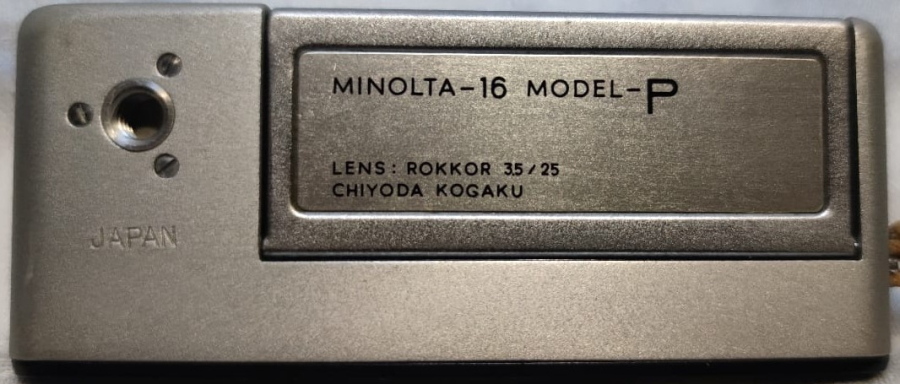 MINOLTA-16 MODEL-P
LENS: ROKKOR 3.5/25
CHIYODA KOGAKU
JAPAN